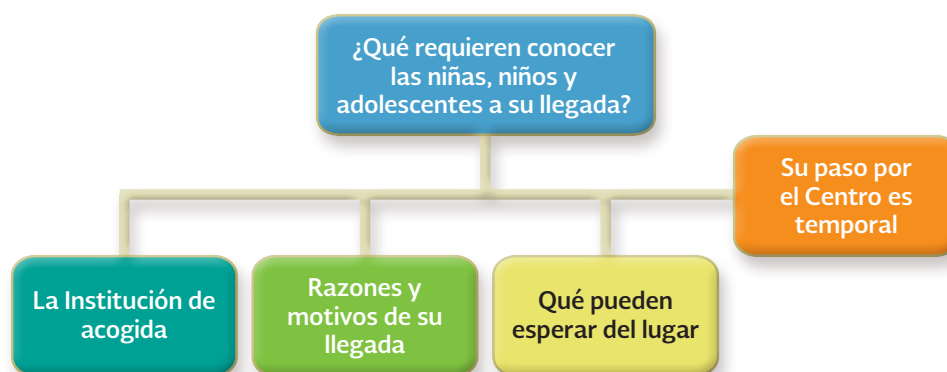 ¿Qué requieren conocer
las niñas, niños y
adolescentes a su llegada?
Su paso por
el Centro es
temporal
La Institución de
acogida
Razones y
motivos de su
llegada
Qué pueden
esperar del lugar